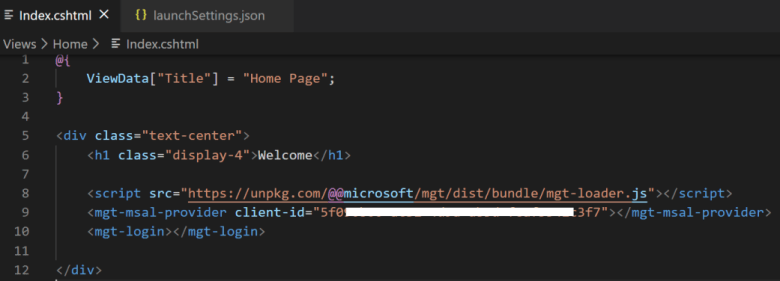 Index.cshtml ✕ {} launchSettings.json
Views > Home > Index.cshtml
1 @{
2 ViewData["Title"] = "Home Page";
3 }
4
5 <div class="text-center">
6 <h1 class="display-4">Welcome</h1>
7
8 <script src="https://unpkg.com/@@microsoft/mgt/dist/bundle/mgt-loader.js"></script>
9 <mgt-msal-provider client-id="5f0 3f7"></mgt-msal-provider>
10 <mgt-login></mgt-login>
11
12 </div>